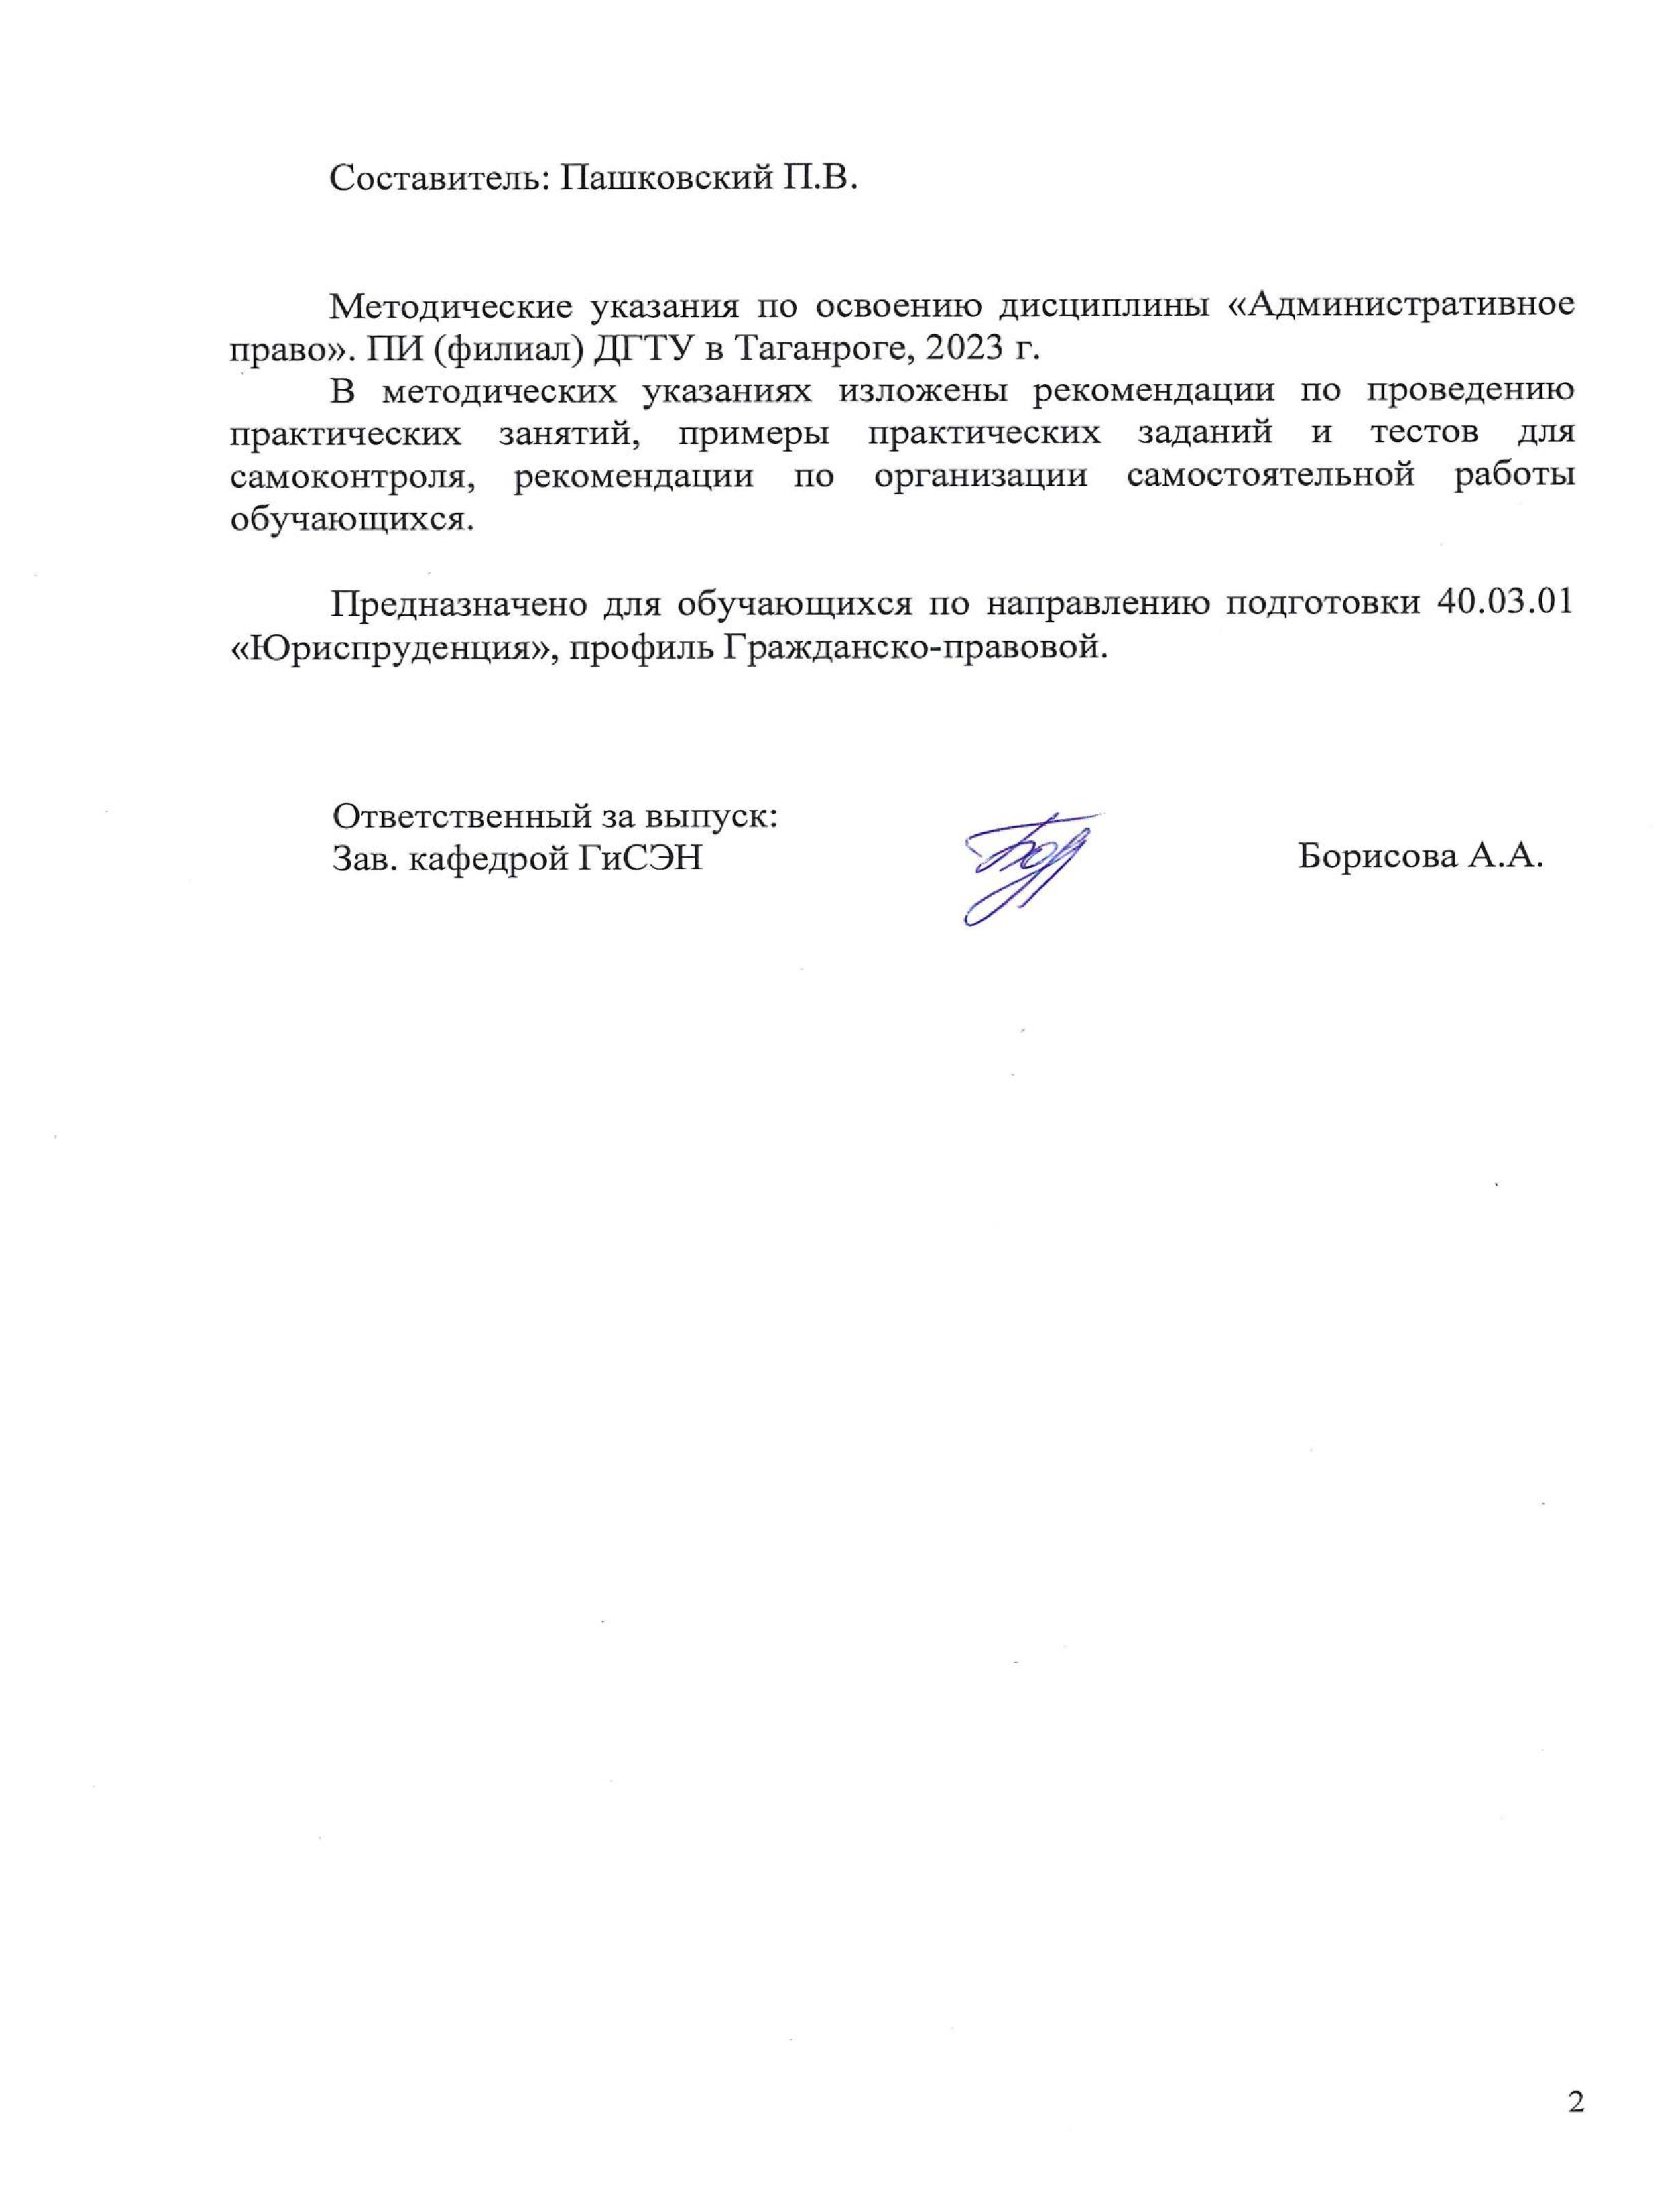 Составитель: Пашковский П.В.
Методические указания по освоению дисциплины «Административное
право». ПИ (филиал) ДГТУ в Таганроге, 2023 г.
В методических указаниях изложены рекомендации по проведению
практических занятий, примеры практических заданий и тестов для
самоконтроля, рекомендации по организации самостоятельной работы
обучающихся.
Предназначено для обучающихся по направлению подготовки 40.03.01
«Юриспруденция», профиль Гражданско-правовой.
Ответственный за выпуск:
Зав. кафедрой ГиСЭН Борисова А.А.
2